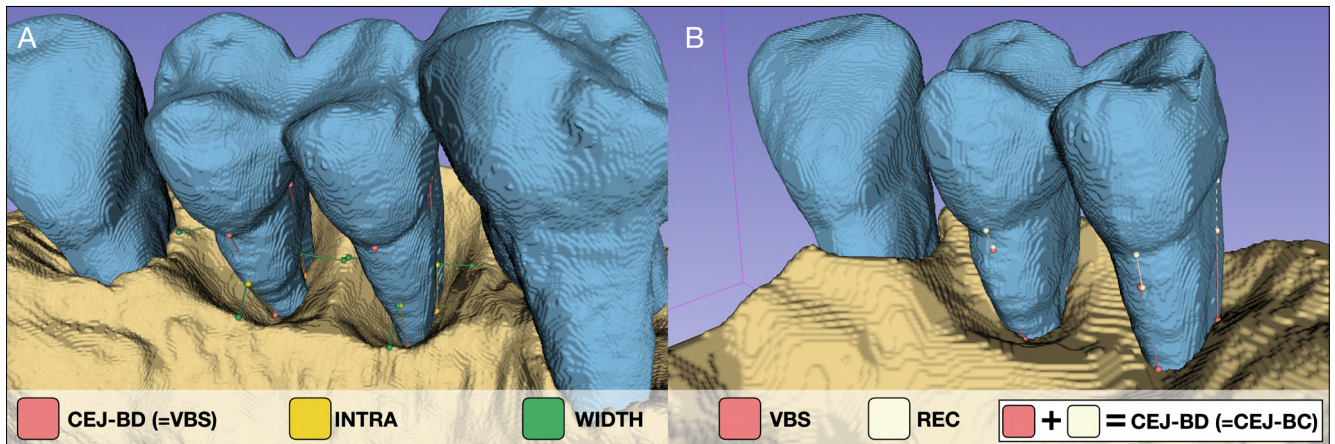 A
B
CEJ-BD (=VBS)
INTRA
WIDTH
VBS
REC
+ = CEJ-BD (=CEJ-BC)